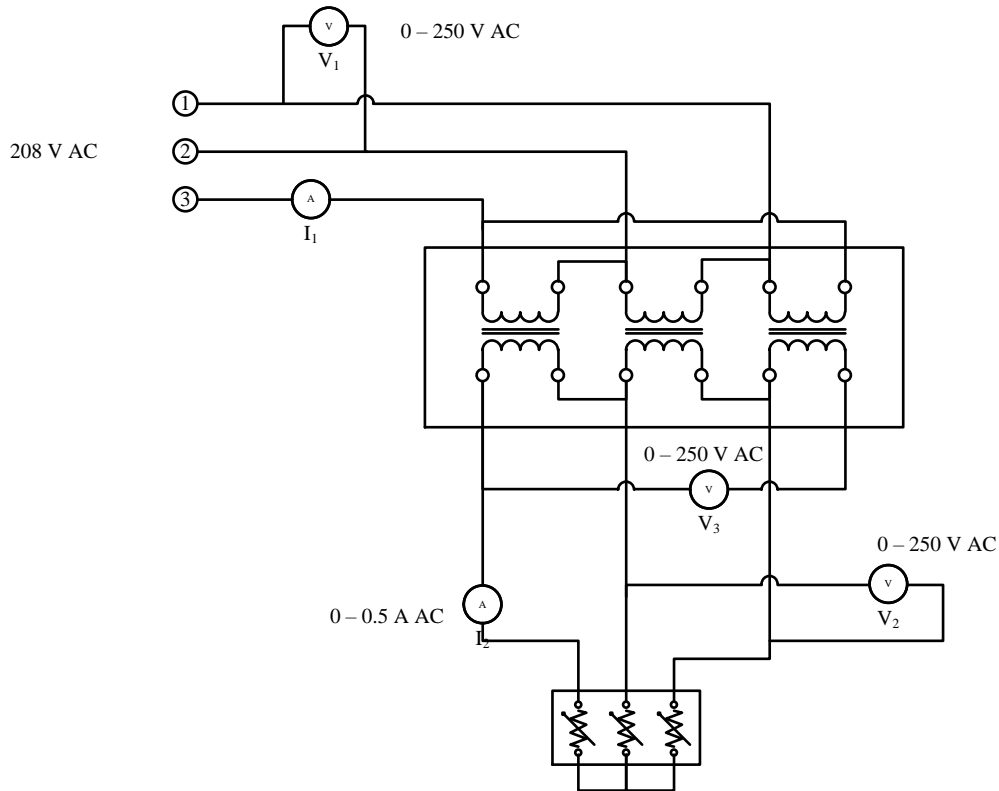 V
0 – 250 V AC
V₁
1
208 V AC
2
3
A
I₁
0 – 250 V AC
V
V₃
0 – 250 V AC
V
V₂
A
0 – 0.5 A AC
I₂